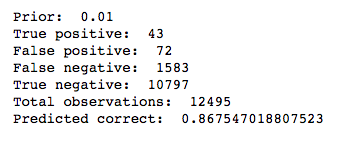 Prior:  0.01
True positive:  43
False positive:  72
False negative:  1583
True negative:  10797
Total observations:  12495
Predicted correct:  0.867547018807523